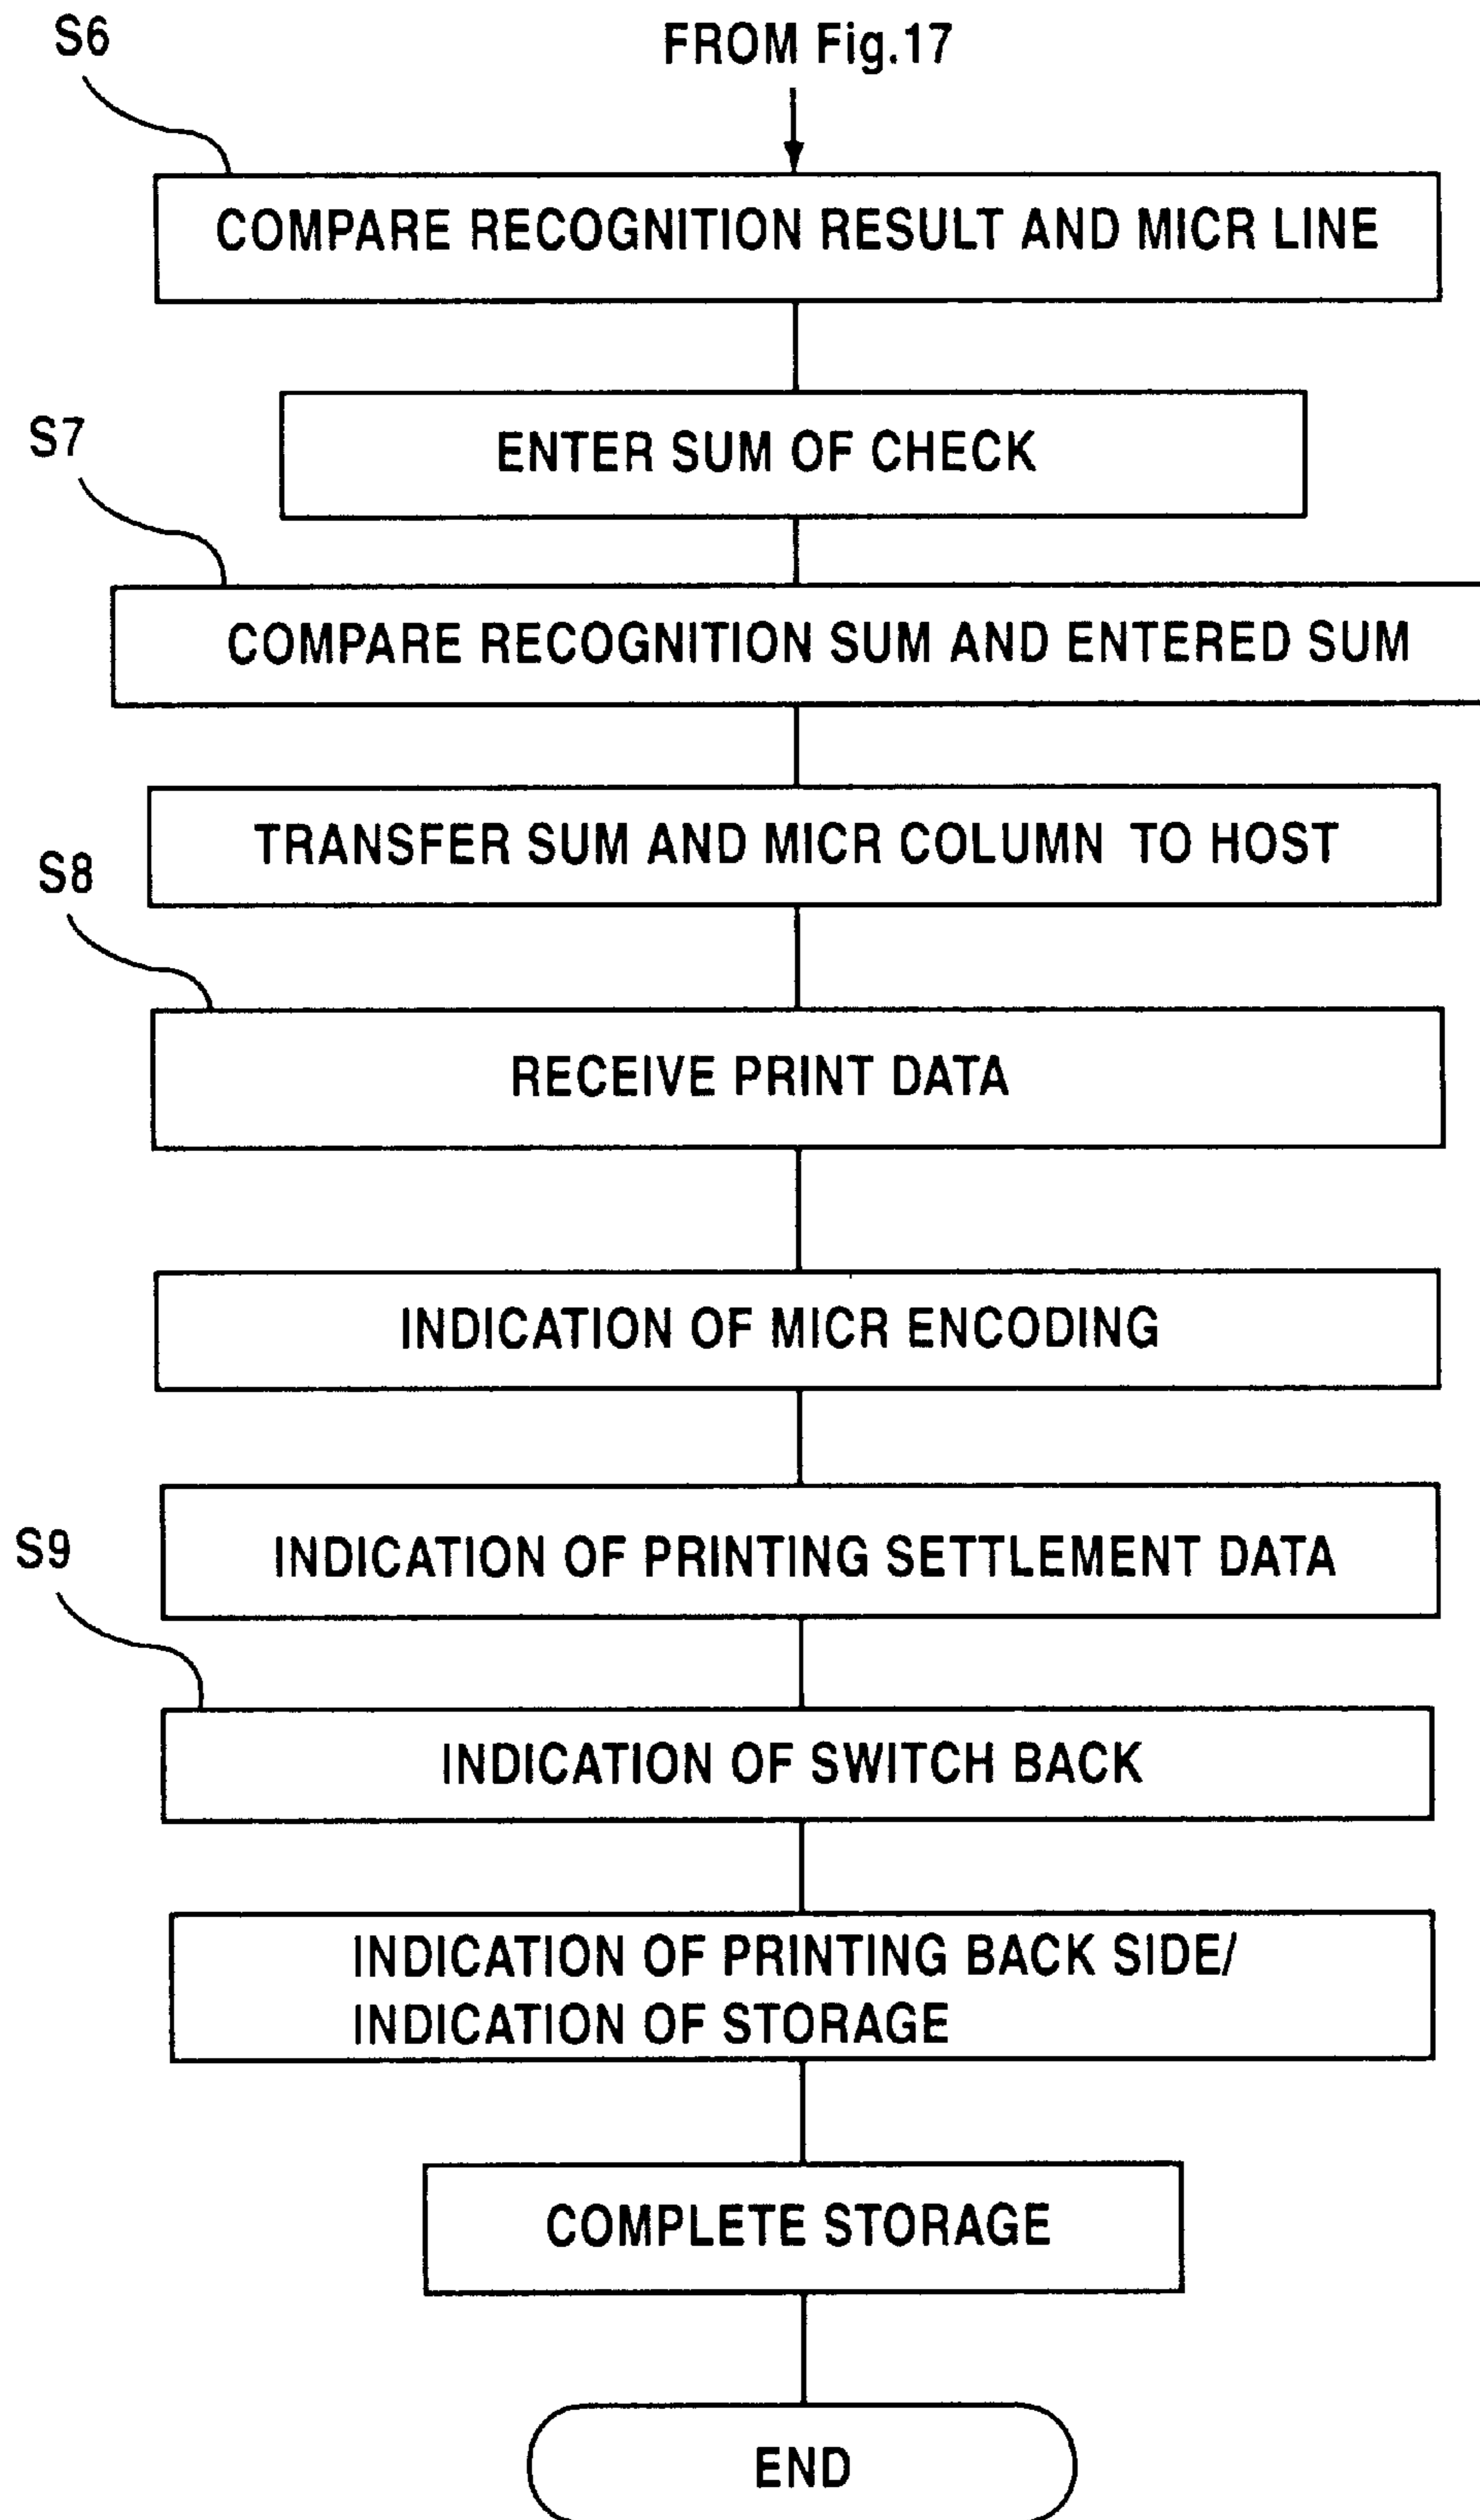 S6
FROM Fig.17
COMPARE RECOGNITION RESULT AND MICR LINE
ENTER SUM OF CHECK
S7
COMPARE RECOGNITION SUM AND ENTERED SUM
TRANSFER SUM AND MICR COLUMN TO HOST
S8
RECEIVE PRINT DATA
INDICATION OF MICR ENCODING
INDICATION OF PRINTING SETTLEMENT DATA
S9
INDICATION OF SWITCH BACK
INDICATION OF PRINTING BACK SIDE/
INDICATION OF STORAGE
COMPLETE STORAGE
END